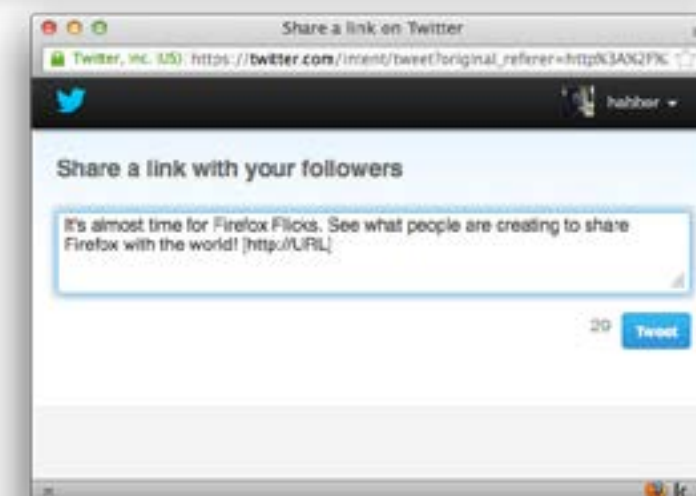 Share a link on Twitter
Twitter, Inc. (US) https://twitter.com/intent/tweet?original_referer=http%3A%2F%
habber
Share a link with your followers
It's almost time for Firefox Flicks. See what people are creating to share
Firefox with the world! [http://URL]
29
Tweet